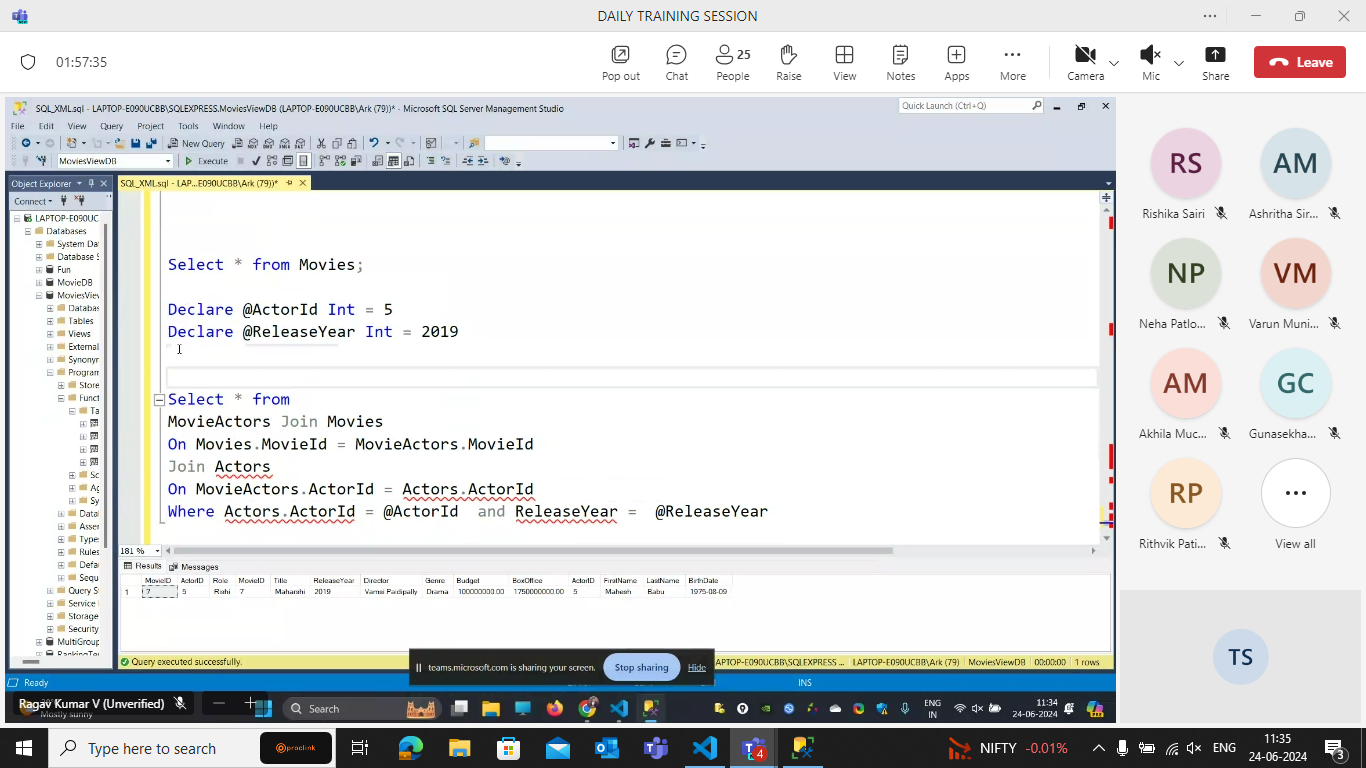 DAILY TRAINING SESSION
01:57:35
Pop out
Chat
25
People
Raise
View
Notes
Apps
More
Camera
Mic
Share
Leave
SQL_XML.sql - LAPTOP-E090UCBB\SQLEXPRESS.MoviesViewDB (LAPTOP-E090UCBB\Ark (79))* - Microsoft SQL Server Management Studio
Quick Launch (Ctrl+Q)
File Edit View Query Project Tools Window Help
New Query
MoviesViewDB
Execute
Object Explorer
SQL_XML.sql - LAP...E090UCBB\Ark (79))*
Connect
LAPTOP-E090UC
Databases
System Da
Database S
Fun
MovieDB
MoviesView
Databas
Tables
Views
External
Synonym
Program
Store
Funct
Ta
Sc
Ag
Sy
Datal
Asser
Types
Rules
Defa
Sequ
Query S
Service
Storage
Security
MultiGroup
RankingTe
Select * from Movies;
Declare @ActorId Int = 5
Declare @ReleaseYear Int = 2019
Select * from
MovieActors Join Movies
On Movies.MovieId = MovieActors.MovieId
Join Actors
On MovieActors.ActorId = Actors.ActorId
Where Actors.ActorId = @ActorId and ReleaseYear = @ReleaseYear
181 %
Results Messages
MovieID ActorID Role MovieID Title ReleaseYear Director Genre Budget BoxOffice ActorID FirstName LastName BirthDate
1 7 5 Rishi 7 Maharshi 2019 Vamsi Paidipally Drama 100000000.00 1750000000.00 5 Mahesh Babu 1975-08-09
Query executed successfully.
APTOP-E090UCBB\SQLEXPRESS ... LAPTOP-E090UCBB\Ark (79) MoviesViewDB 00:00:00 1 rows
teams.microsoft.com is sharing your screen.
Stop sharing
Hide
Ready
INS
Ragav Kumar V (Unverified)
Mostly sunny
Search
ENG
IN
11:34
24-06-2024
RS
Rishika Sairi
AM
Ashritha Sir...
NP
Neha Patlo...
VM
Varun Muni...
AM
Akhila Muc...
GC
Gunasekha...
RP
Rithvik Pati...
View all
TS
Type here to search
proclink
4
NIFTY -0.01%
ENG
11:35
24-06-2024
3